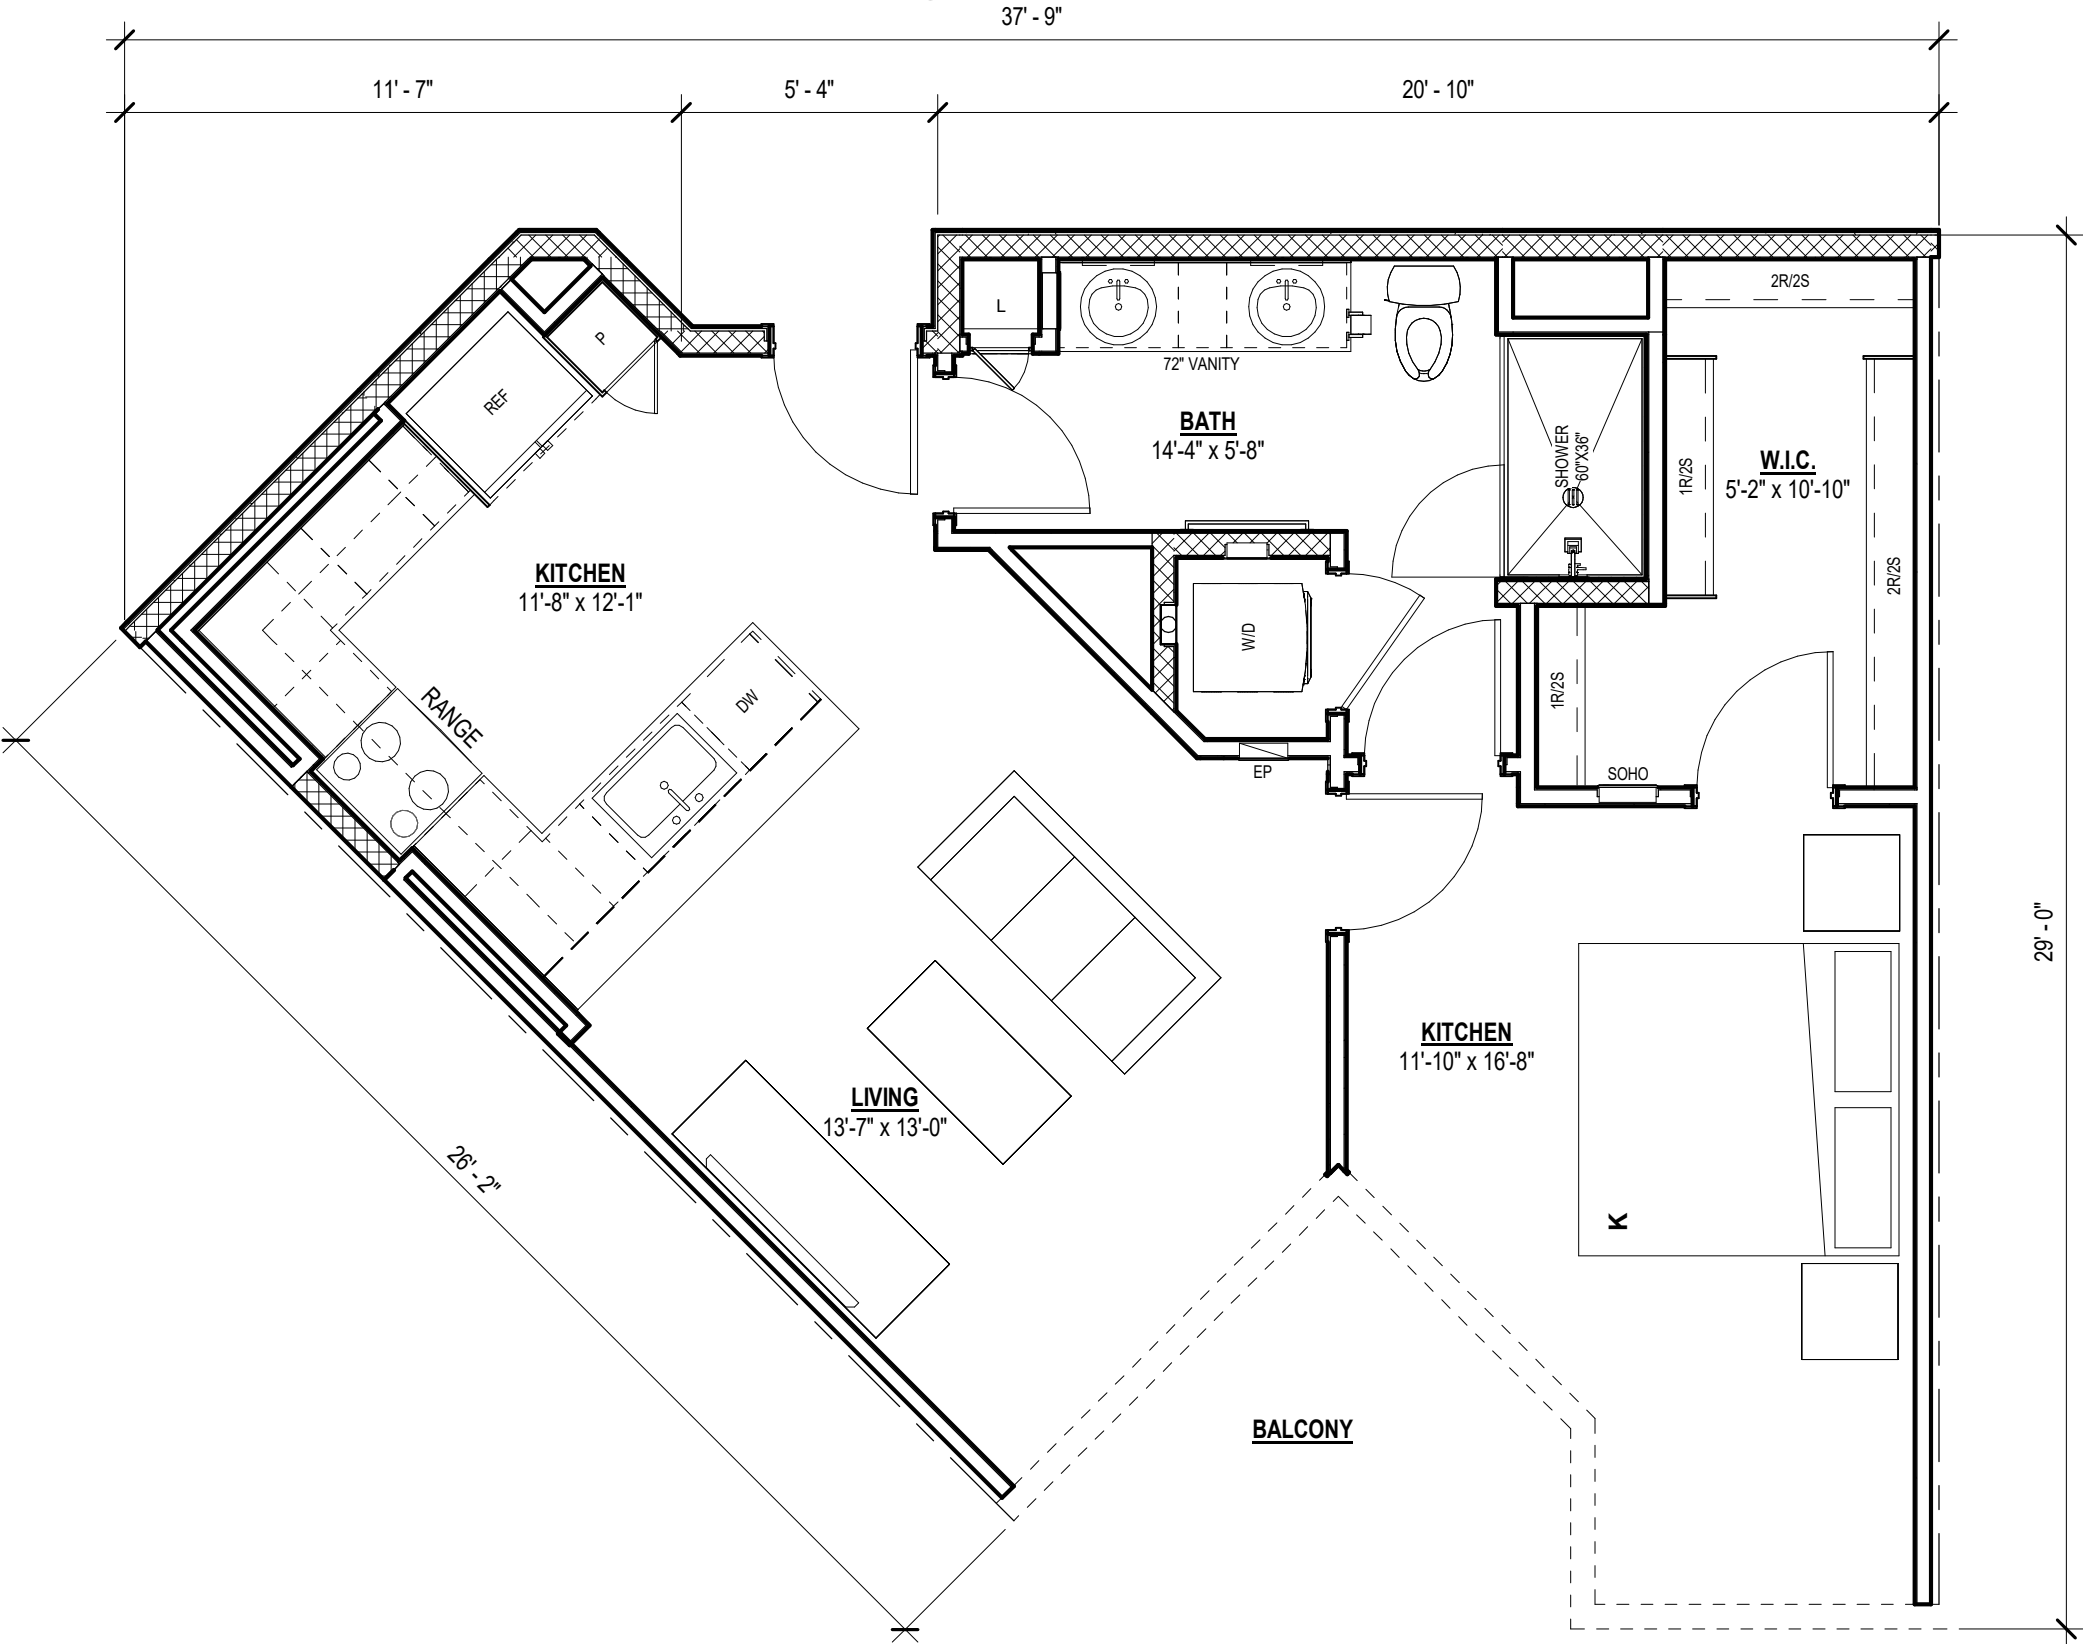 37' - 9"
11' - 7"
5' - 4"
20' - 10"
L
72" VANITY
2R/2S
P
REF
BATH
14'-4" x 5'-8"
SHOWER
60"X36"
1R/2S
W.I.C.
5'-2" x 10'-10"
2R/2S
KITCHEN
11'-8" x 12'-1"
W/D
1R/2S
RANGE
DW
EP
SOHO
29' - 0"
KITCHEN
11'-10" x 16'-8"
LIVING
13'-7" x 13'-0"
26' - 2"
K
BALCONY